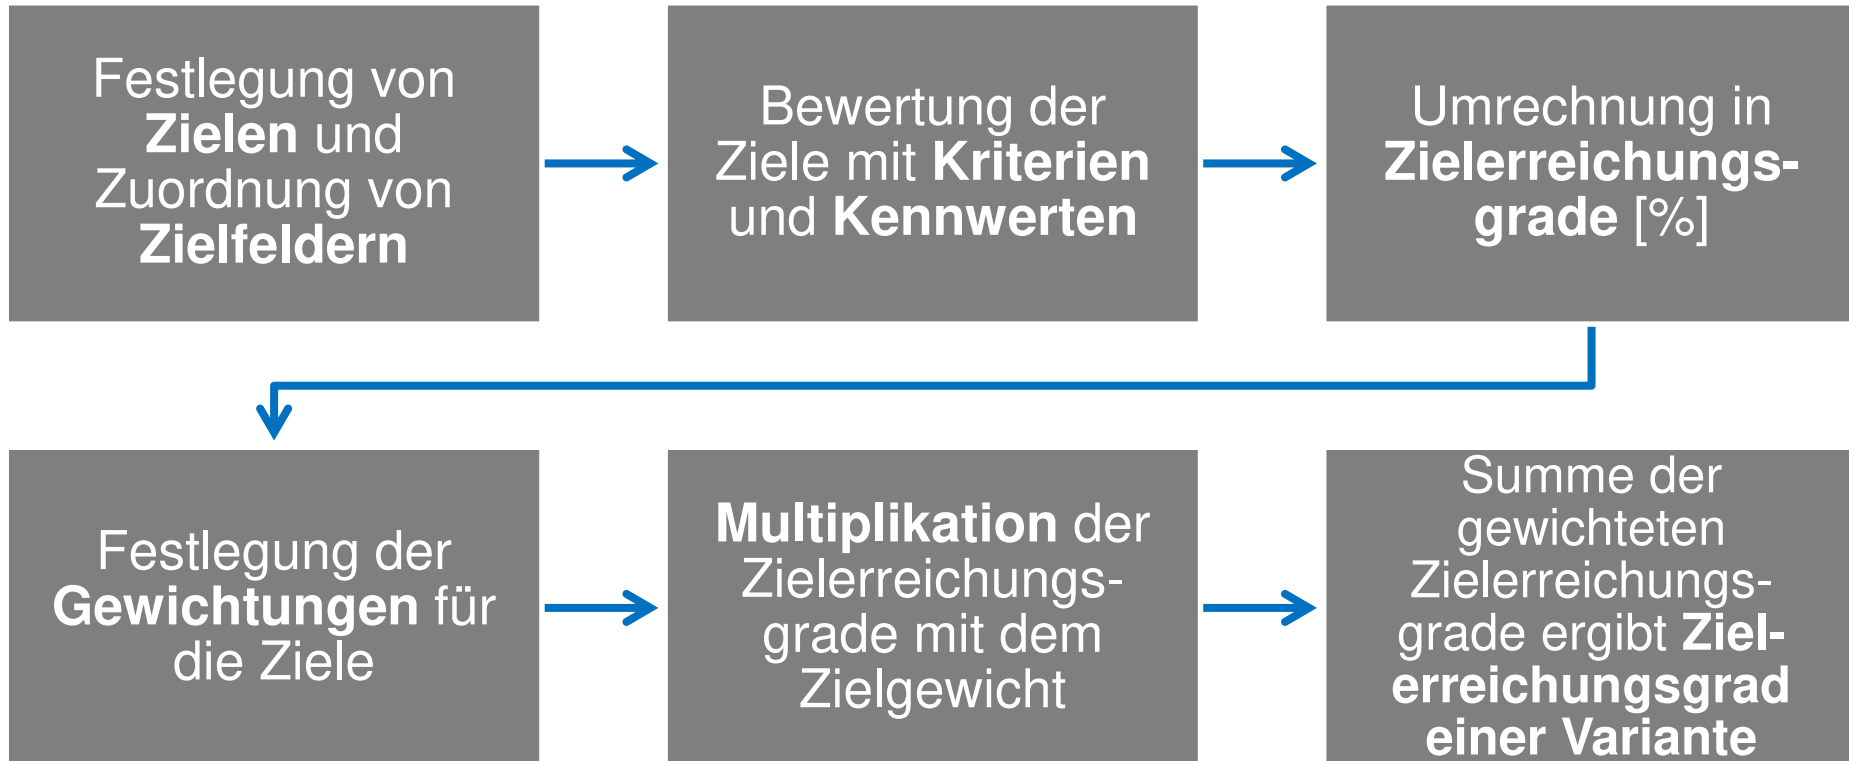 Festlegung von
Zielen und
Zuordnung von
Zielfeldern
Bewertung der
Ziele mit Kriterien
und Kennwerten
Umrechnung in
Zielerreichungs-
grade [%]
Festlegung der
Gewichtungen für
die Ziele
Multiplikation der
Zielerreichungs-
grade mit dem
Zielgewicht
Summe der
gewichteten
Zielerreichungs-
grade ergibt Ziel-
erreichungsgrad
einer Variante